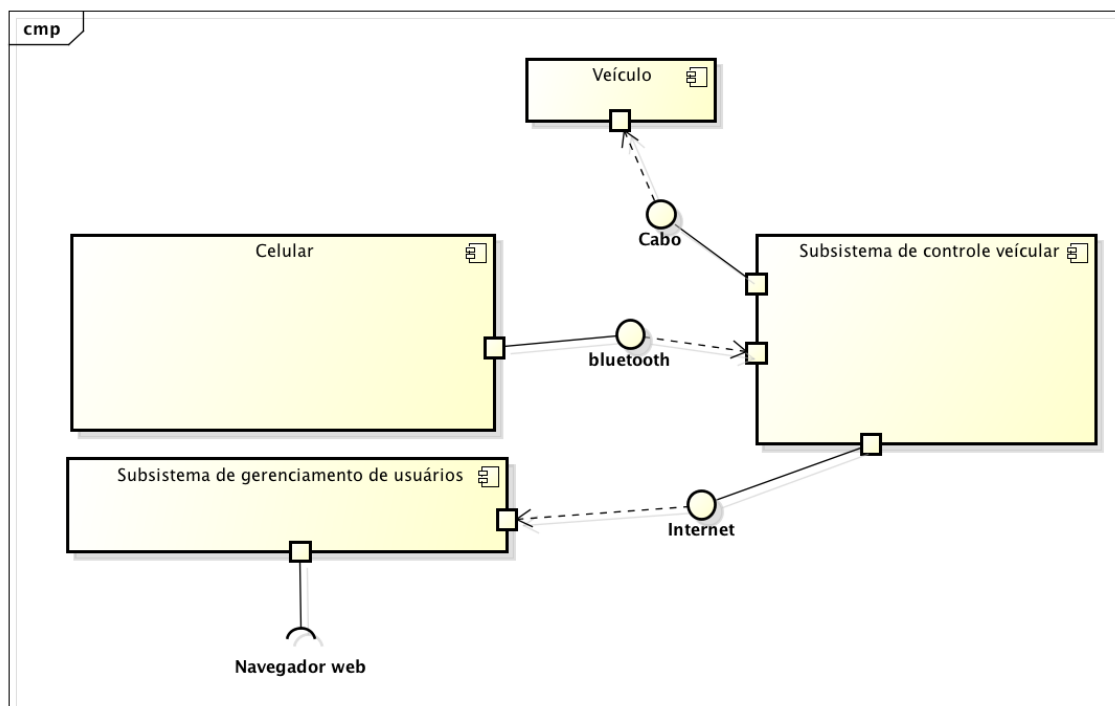 cmp
Veículo
Cabo
Celular
Subsistema de controle veícular
bluetooth
Subsistema de gerenciamento de usuários
Internet
Navegador web